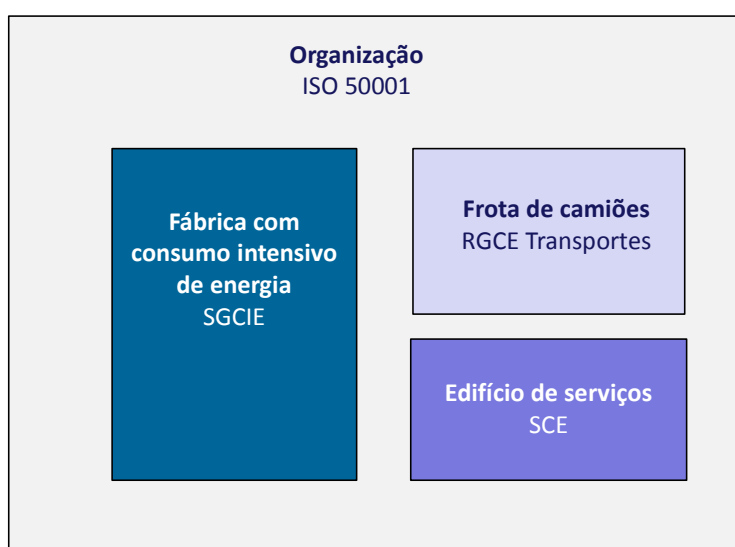 Organização
ISO 50001
Fábrica com
consumo intensivo
de energia
SGCIE
Frota de camiões
RGCE Transportes
Edifício de serviços
SCE